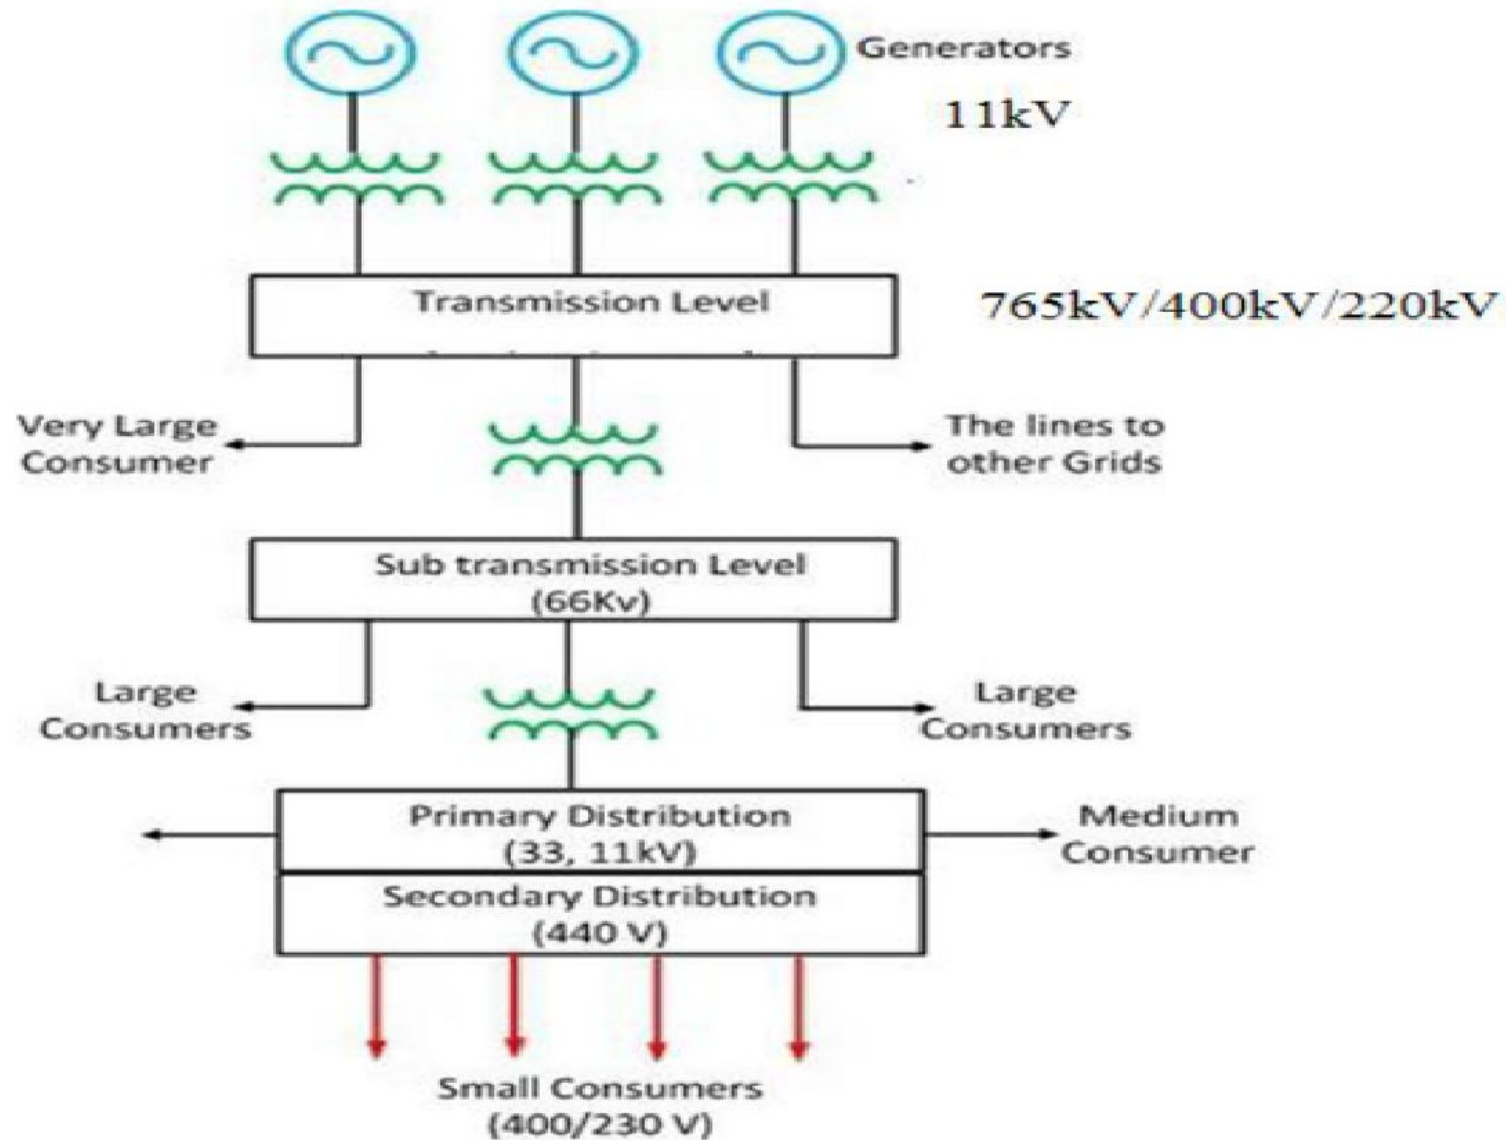 Generators
11kV
Transmission Level
765kV/400kV/220kV
Very Large
Consumer
The lines to
other Grids
Sub transmission Level
(66Kv)
Large
Consumers
Large
Consumers
Primary Distribution
(33, 11kV)
Medium
Consumer
Secondary Distribution
(440 V)
Small Consumers
(400/230 V)